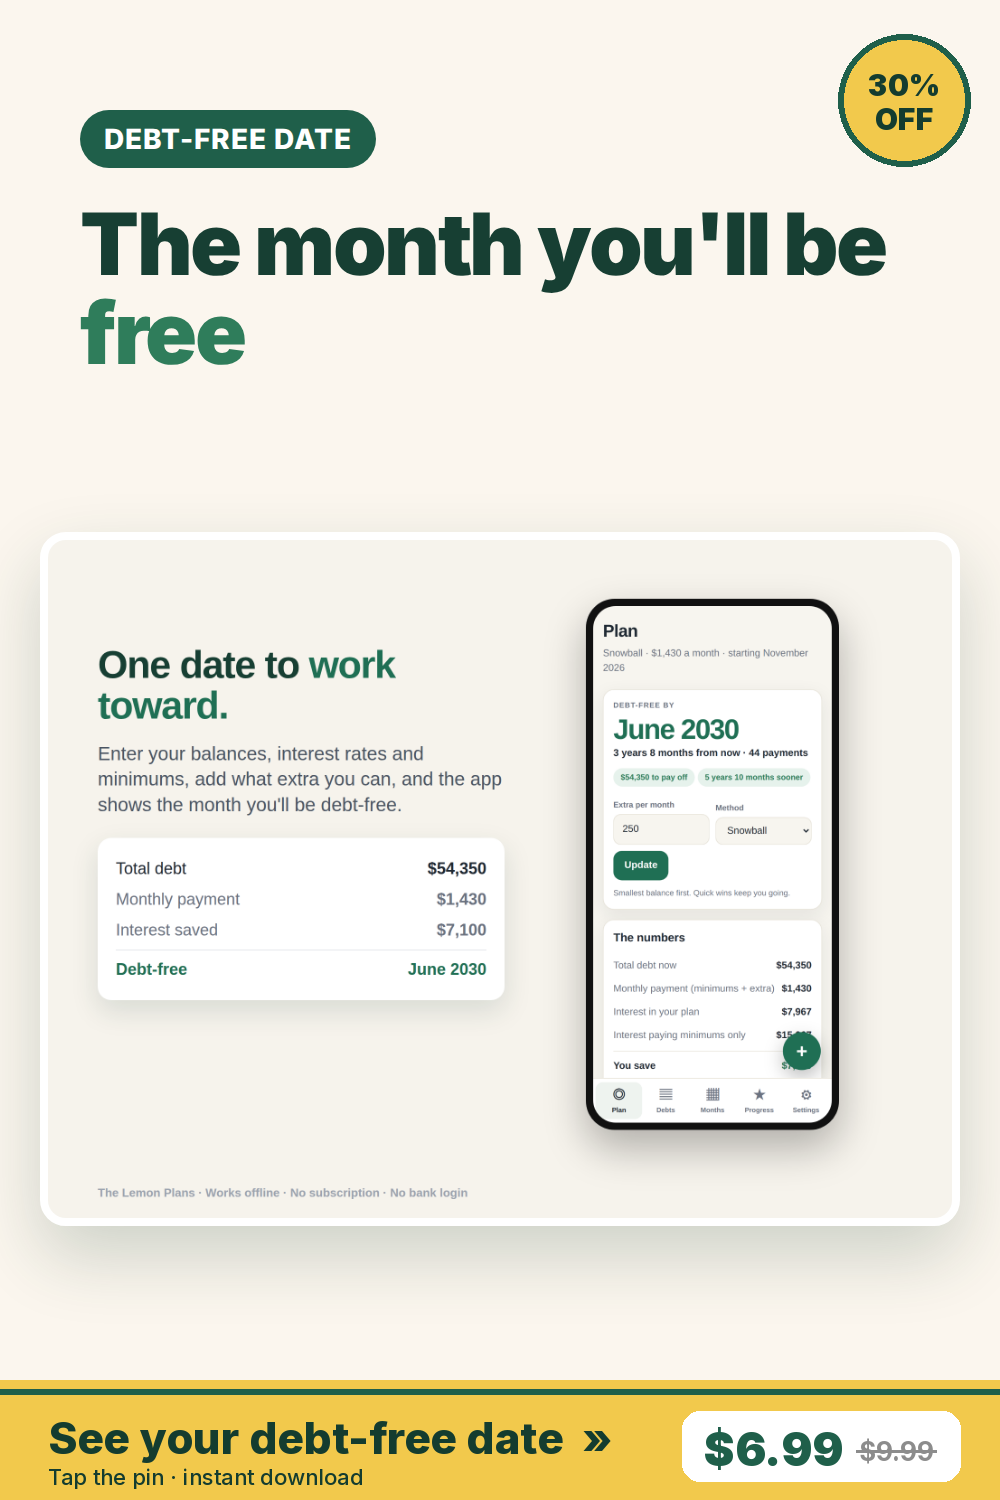 30%
OFF
DEBT-FREE DATE
The month you'll be
free
One date to work
toward.
Enter your balances, interest rates and
minimums, add what extra you can, and the app
shows the month you'll be debt-free.
Total debt $54,350
Monthly payment $1,430
Interest saved $7,100
Debt-free June 2030
The Lemon Plans · Works offline · No subscription · No bank login
Plan
Snowball · $1,430 a month · starting November
2026
DEBT-FREE BY
June 2030
3 years 8 months from now · 44 payments
$54,350 to pay off 5 years 10 months sooner
Extra per month Method
250 Snowball
Update
Smallest balance first. Quick wins keep you going.
The numbers
Total debt now $54,350
Monthly payment (minimums + extra) $1,430
Interest in your plan $7,967
Interest paying minimums only
You save
+
Plan Debts Months Progress Settings
See your debt-free date »
Tap the pin · instant download
$6.99 $9.99